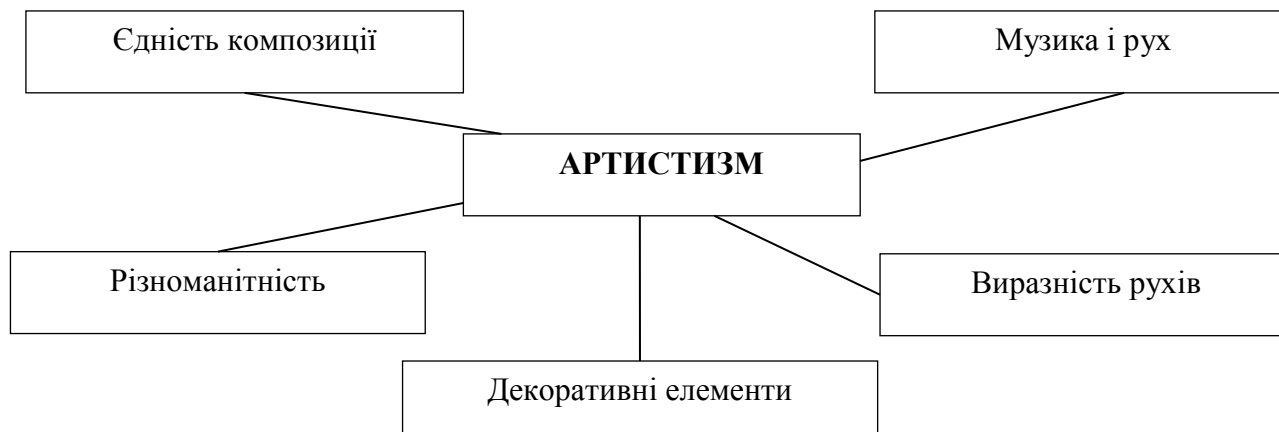 Єдність композиції
Музика і рух
АРТИСТИЗМ
Різноманітність
Виразність рухів
Декоративні елементи